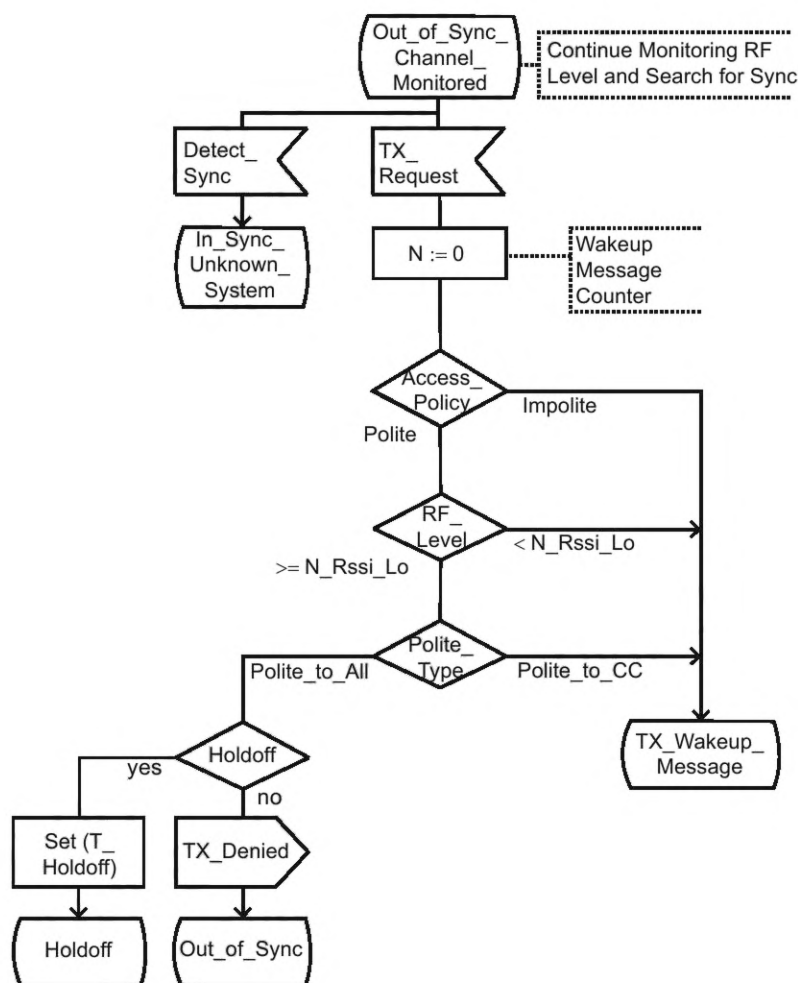 Out_of_Sync_
Channel_
Monitored
Continue Monitoring RF
Level and Search for Sync
Detect_
Sync
TX_
Request
In_Sync_
Unknown_
System
N := 0
Wakeup
Message
Counter
Access_
Policy
Impolite
Polite
RF_
Level
< N_Rssi_Lo
>= N_Rssi_Lo
Polite_
Type
Polite_to_All
Polite_to_CC
TX_Wakeup_
Message
Holdoff
yes
no
Set (T_
Holdoff)
TX_Denied
Holdoff
Out_of_Sync